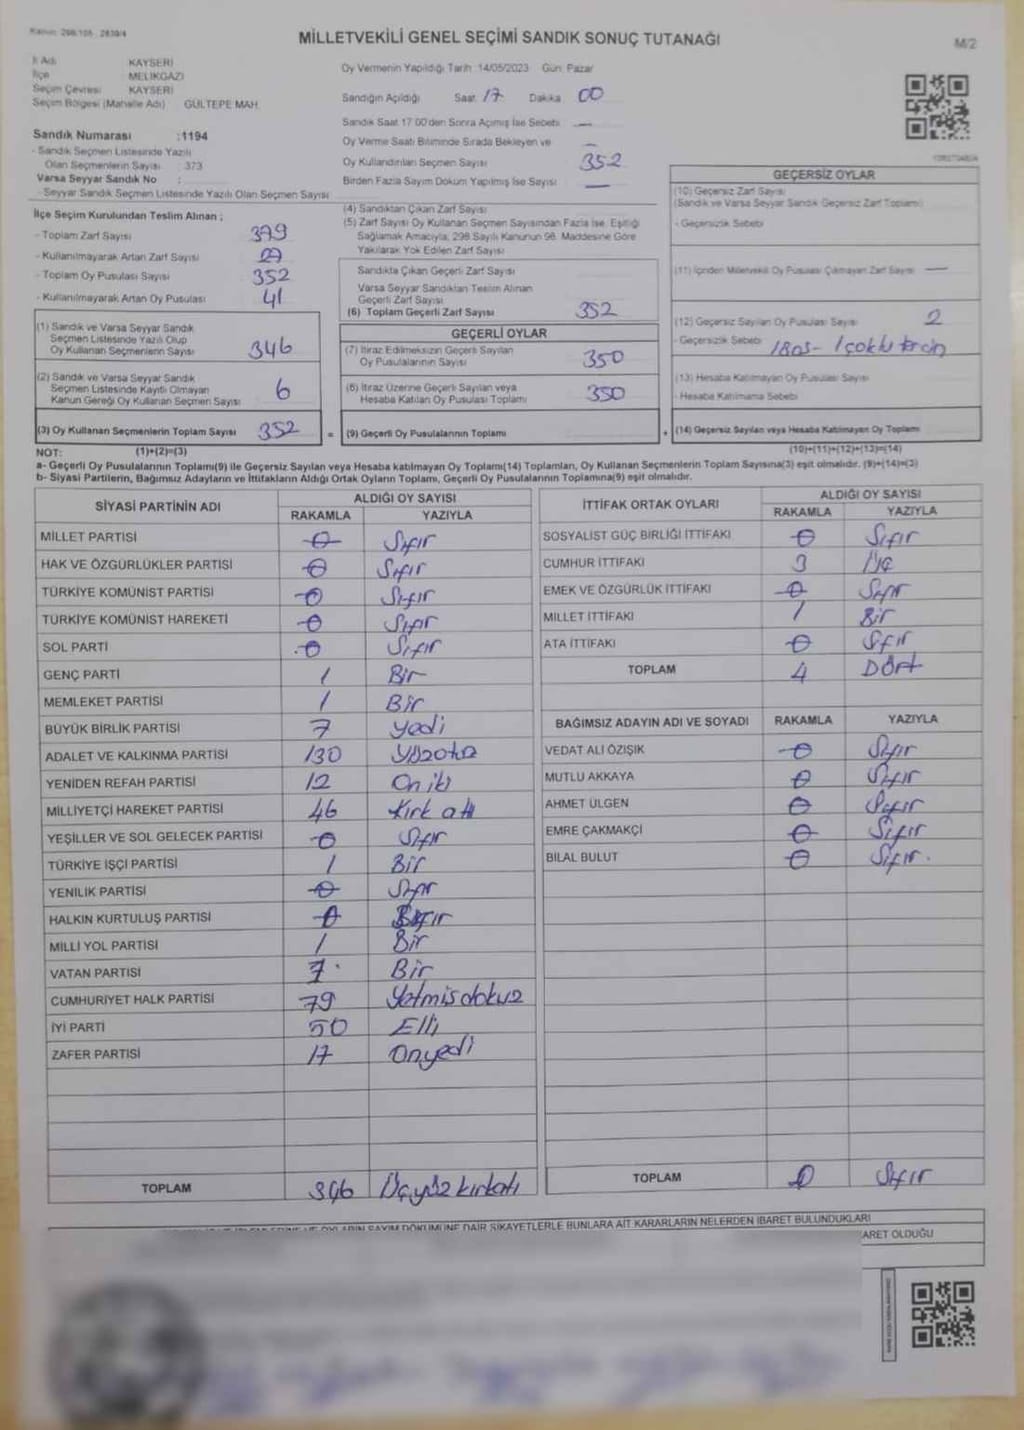 Kanun: 298/105 , 2839/4
MİLLETVEKİLİ GENEL SEÇİMİ SANDIK SONUÇ TUTANAĞI
M/2
İl Adı KAYSERİ
İlçe MELİKGAZİ
Seçim Çevresi KAYSERİ
Seçim Bölgesi (Mahalle Adı) GÜLTEPE MAH.
Sandık Numarası :1194
- Sandık Seçmen Listesinde Yazılı
Olan Seçmenlerin Sayısı : 373
Varsa Seyyar Sandık No :
- Seyyar Sandık Seçmen Listesinde Yazılı Olan Seçmen Sayısı
Oy Vermenin Yapıldığı Tarih :14/05/2023 Gün: Pazar
Sandığın Açıldığı Saat 17 Dakika 00
Sandık Saat 17.00'den Sonra Açılmış İse Sebebi —
Oy Verme Saati Bitiminde Sırada Bekleyen ve —
Oy Kullandırılan Seçmen Sayısı 352
Birden Fazla Sayım Döküm Yapılmış İse Sayısı —
İlçe Seçim Kurulundan Teslim Alınan ;
- Toplam Zarf Sayısı 379
- Kullanılmayarak Artan Zarf Sayısı 27
- Toplam Oy Pusulası Sayısı 352
- Kullanılmayarak Artan Oy Pusulası 41
(1) Sandık ve Varsa Seyyar Sandık
Seçmen Listesinde Yazılı Olup
Oy Kullanan Seçmenlerin Sayısı 346
(2) Sandık ve Varsa Seyyar Sandık
Seçmen Listesinde Kayıtlı Olmayan
Kanun Gereği Oy Kullanan Seçmen Sayısı 6
(3) Oy Kullanan Seçmenlerin Toplam Sayısı 352
(4) Sandıktan Çıkan Zarf Sayısı
(5) Zarf Sayısı Oy Kullanan Seçmen Sayısından Fazla İse, Eşitliği
Sağlamak Amacıyla, 298 Sayılı Kanunun 98. Maddesine Göre
Yakılarak Yok Edilen Zarf Sayısı
Sandıkta Çıkan Geçerli Zarf Sayısı
Varsa Seyyar Sandıktan Teslim Alınan
Geçerli Zarf Sayısı
(6) Toplam Geçerli Zarf Sayısı 352
GEÇERLİ OYLAR
(7) İtiraz Edilmeksizin Geçerli Sayılan
Oy Pusulalarının Sayısı 350
(8) İtiraz Üzerine Geçerli Sayılan veya
Hesaba Katılan Oy Pusulası Toplamı 350
= (9) Geçerli Oy Pusulalarının Toplamı
GEÇERSİZ OYLAR
(10) Geçersiz Zarf Sayısı
(Sandık ve Varsa Seyyar Sandık Geçersiz Zarf Toplamı)
- Geçersizlik Sebebi
(11) İçinden Milletvekili Oy Pusulası Çıkmayan Zarf Sayısı —
(12) Geçersiz Sayılan Oy Pusulası Sayısı 2
- Geçersizlik Sebebi 1 Boş - 1 çoklu tercih
(13) Hesaba Katılmayan Oy Pusulası Sayısı
- Hesaba Katılmama Sebebi
+ (14) Geçersiz Sayılan veya Hesaba Katılmayan Oy Toplamı
NOT: (1)+(2)=(3) (10)+(11)+(12)+(13)=(14)
a- Geçerli Oy Pusulalarının Toplamı(9) ile Geçersiz Sayılan veya Hesaba katılmayan Oy Toplamı(14) Toplamları, Oy Kullanan Seçmenlerin Toplam Sayısına(3) eşit olmalıdır. (9)+(14)=(3)
b- Siyasi Partilerin, Bağımsız Adayların ve İttifakların Aldığı Ortak Oyların Toplamı, Geçerli Oy Pusulalarının Toplamına(9) eşit olmalıdır.
SİYASİ PARTİNİN ADI ALDIĞI OY SAYISI
RAKAMLA YAZIYLA
MİLLET PARTİSİ 0 Sıfır
HAK VE ÖZGÜRLÜKLER PARTİSİ 0 Sıfır
TÜRKİYE KOMÜNİST PARTİSİ 0 Sıfır
TÜRKİYE KOMÜNİST HAREKETİ 0 Sıfır
SOL PARTİ 0 Sıfır
GENÇ PARTİ 1 Bir
MEMLEKET PARTİSİ 1 Bir
BÜYÜK BİRLİK PARTİSİ 7 Yedi
ADALET VE KALKINMA PARTİSİ 130 Yüzotuz
YENİDEN REFAH PARTİSİ 12 On iki
MİLLİYETÇİ HAREKET PARTİSİ 46 Kırk altı
YEŞİLLER VE SOL GELECEK PARTİSİ 0 Sıfır
TÜRKİYE İŞÇİ PARTİSİ 1 Bir
YENİLİK PARTİSİ 0 Sıfır
HALKIN KURTULUŞ PARTİSİ 0 Sıfır
MİLLİ YOL PARTİSİ 1 Bir
VATAN PARTİSİ 1 Bir
CUMHURİYET HALK PARTİSİ 79 Yetmişdokuz
İYİ PARTİ 50 Elli
ZAFER PARTİSİ 17 Onyedi
TOPLAM 346 Üçyüzkırkaltı
İTTİFAK ORTAK OYLARI ALDIĞI OY SAYISI
RAKAMLA YAZIYLA
SOSYALİST GÜÇ BİRLİĞİ İTTİFAKI 0 Sıfır
CUMHUR İTTİFAKI 3 Üç
EMEK VE ÖZGÜRLÜK İTTİFAKI 0 Sıfır
MİLLET İTTİFAKI 1 Bir
ATA İTTİFAKI 0 Sıfır
TOPLAM 4 Dört
BAĞIMSIZ ADAYIN ADI VE SOYADI RAKAMLA YAZIYLA
VEDAT ALİ ÖZIŞIK 0 Sıfır
MUTLU AKKAYA 0 Sıfır
AHMET ÜLGEN 0 Sıfır
EMRE ÇAKMAKÇİ 0 Sıfır
BİLAL BULUT 0 Sıfır.
TOPLAM 0 Sıfır
OYLARIN SAYIM DÖKÜMÜNE DAİR ŞİKAYETLERLE BUNLARA AİT KARARLARIN NELERDEN İBARET BULUNDUKLARI
ARET OLDUĞU